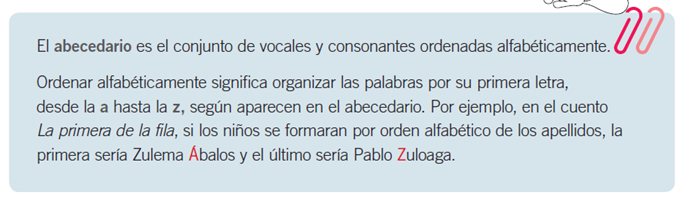 El abecedario es el conjunto de vocales y consonantes ordenadas alfabéticamente.
Ordenar alfabéticamente significa organizar las palabras por su primera letra,
desde la a hasta la z, según aparecen en el abecedario. Por ejemplo, en el cuento
La primera de la fila, si los niños se formaran por orden alfabético de los apellidos, la
primera sería Zulema Ábalos y el último sería Pablo Zuloaga.